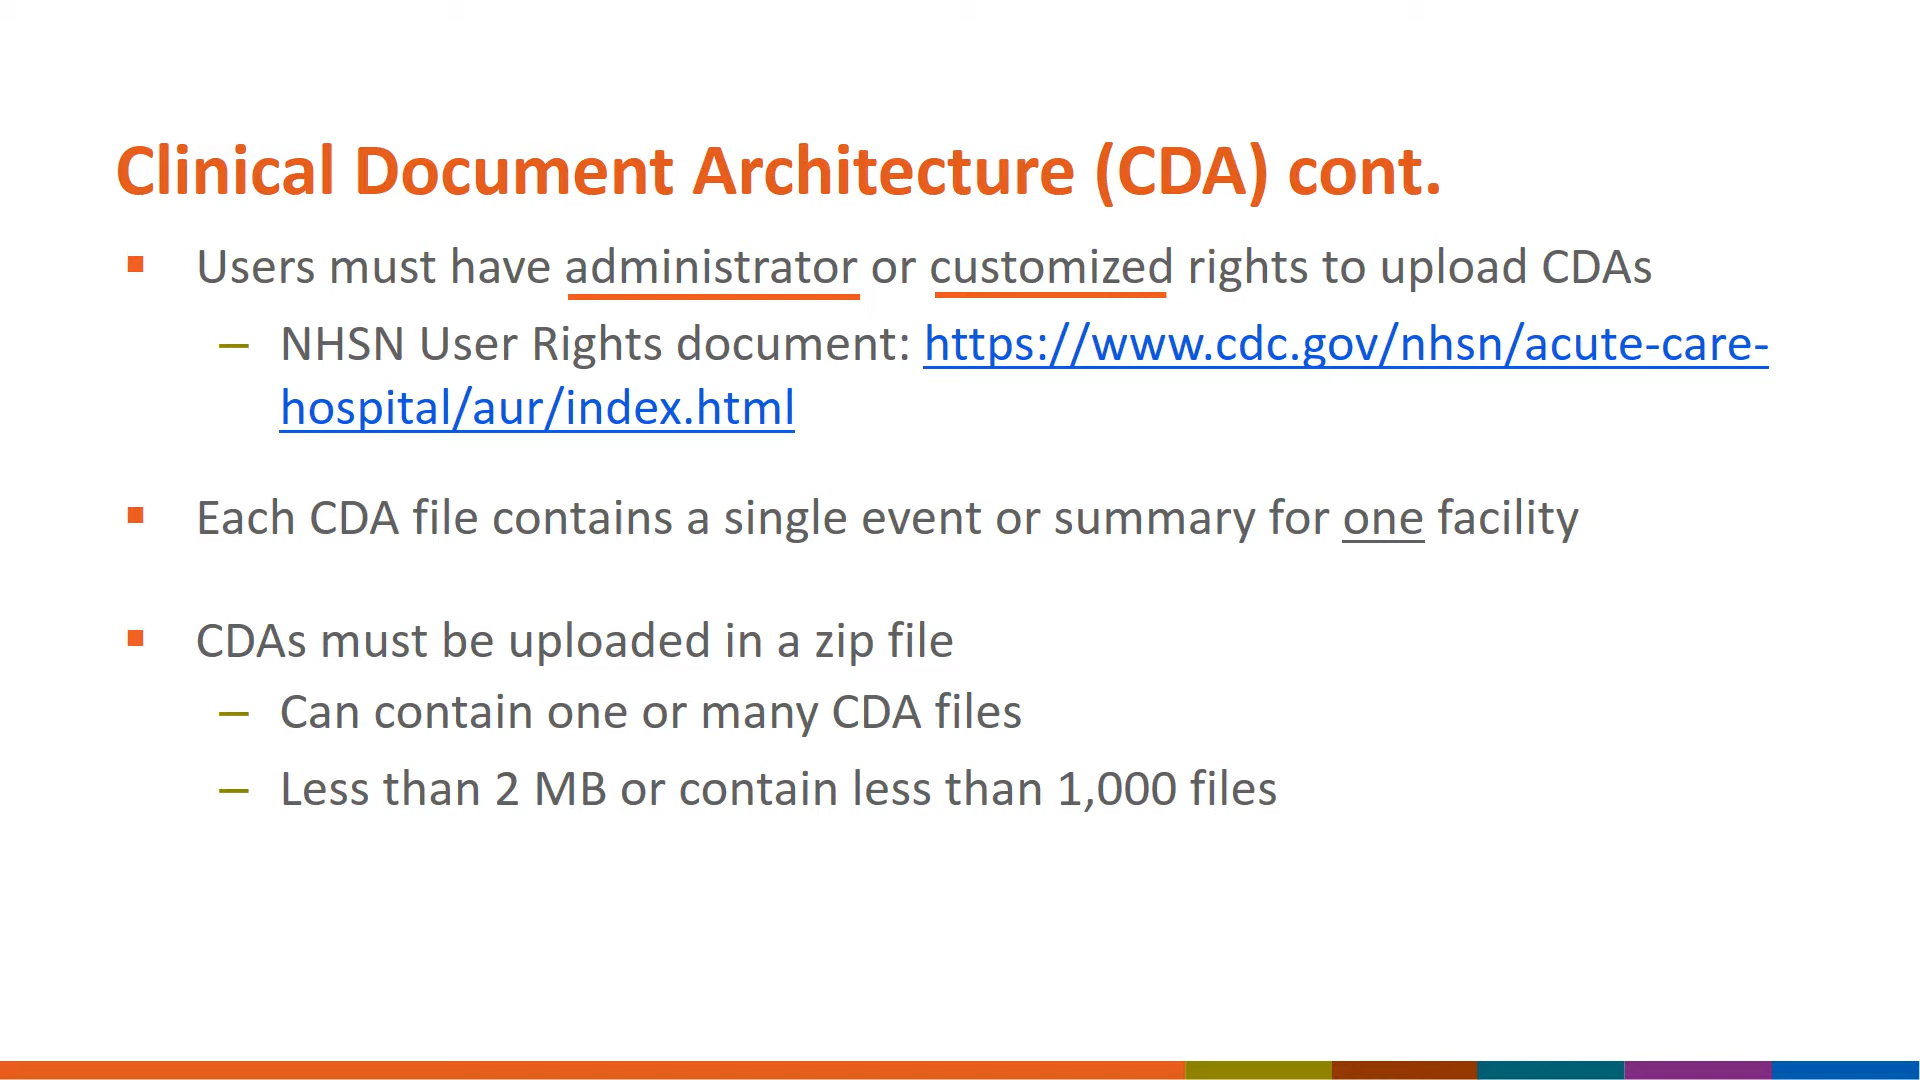 Clinical Document Architecture (CDA) cont.
Users must have administrator or customized rights to upload CDAs
NHSN User Rights document: https://www.cdc.gov/nhsn/acute-care-
hospital/aur/index.html
Each CDA file contains a single event or summary for one facility
CDAs must be uploaded in a zip file
Can contain one or many CDA files
Less than 2 MB or contain less than 1,000 files